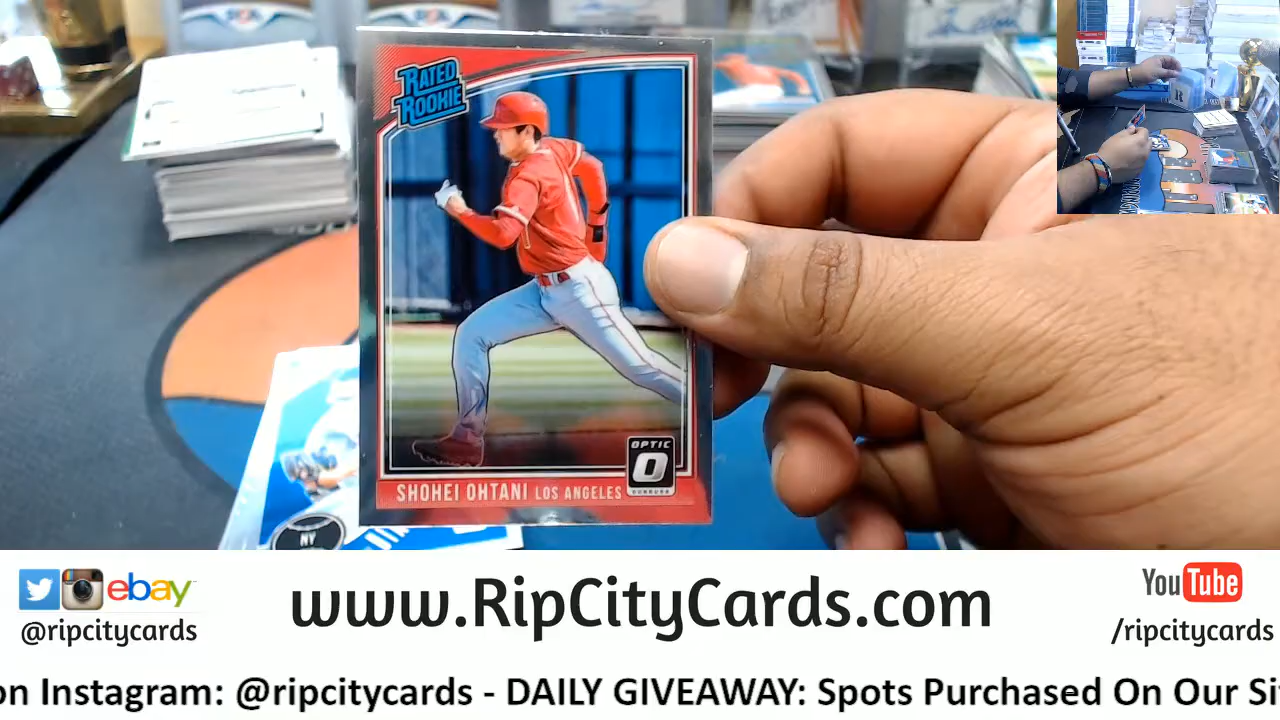 RATED
ROOKIE
OPTIC
O
DONRUSS
SHOHEI OHTANI LOS ANGELES
NY
ebay
@ripcitycards
www.RipCityCards.com
YouTube
/ripcitycards
on Instagram: @ripcitycards - DAILY GIVEAWAY: Spots Purchased On Our Si